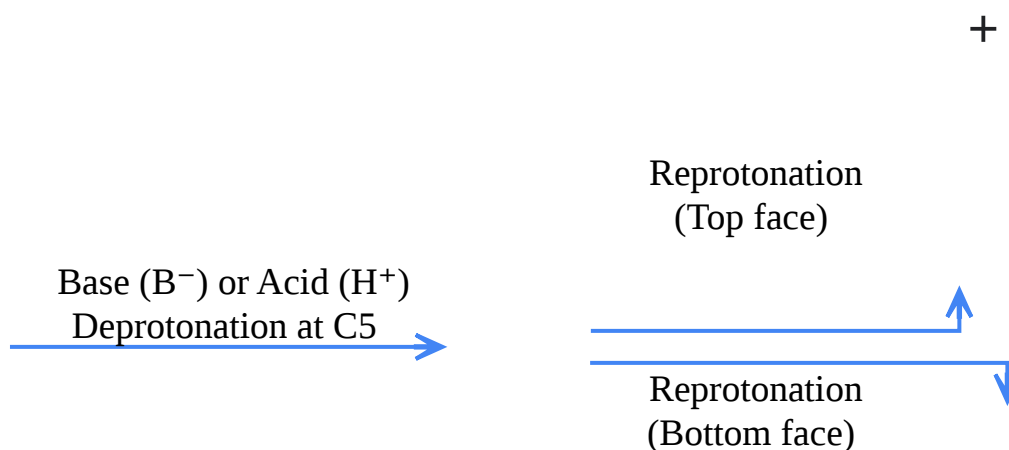 +
Reprotonation
(Top face)
Base (B⁻) or Acid (H⁺)
Deprotonation at C5
Reprotonation
(Bottom face)